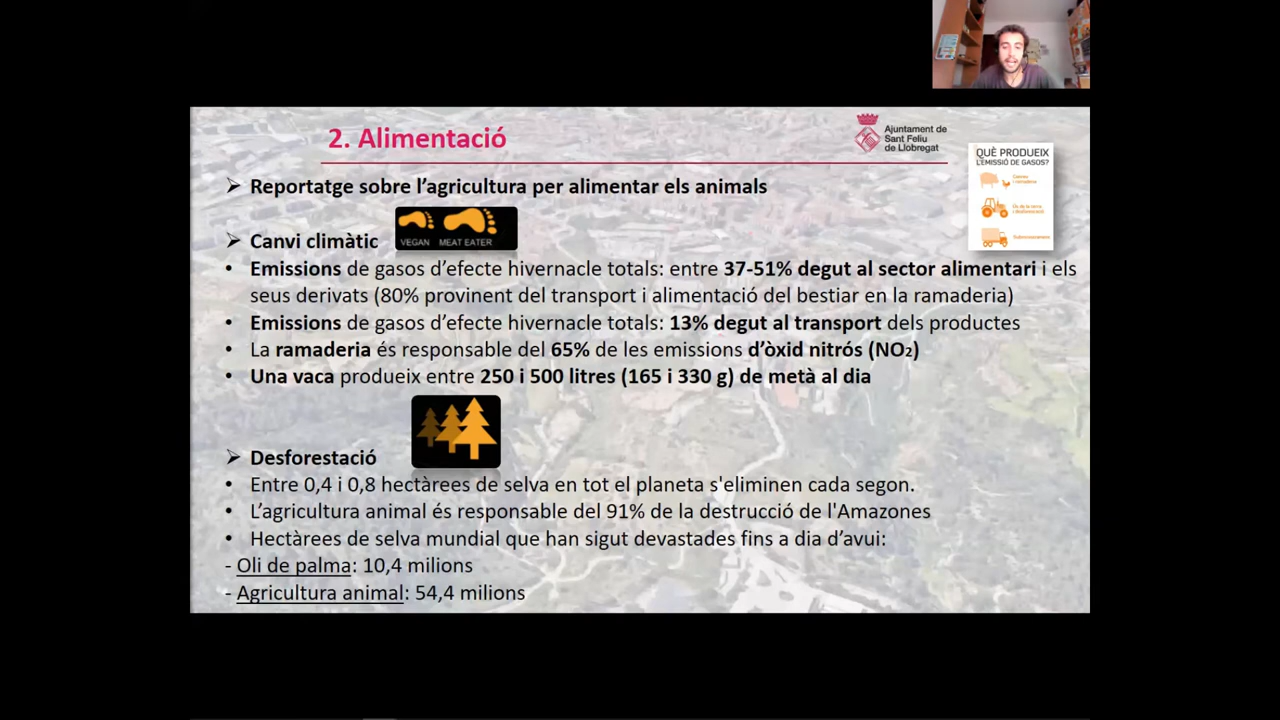 2. Alimentació
Ajuntament de
Sant Feliu
de Llobregat
QUÈ PRODUEIX
L'EMISSIÓ DE GASOS?
Reportatge sobre l'agricultura per alimentar els animals
Canvi climàtic
VEGAN MEAT EATER
• Emissions de gasos d'efecte hivernacle totals: entre 37-51% degut al sector alimentari i els
seus derivats (80% provinent del transport i alimentació del bestiar en la ramaderia)
• Emissions de gasos d'efecte hivernacle totals: 13% degut al transport dels productes
• La ramaderia és responsable del 65% de les emissions d'òxid nitrós (NO₂)
• Una vaca produeix entre 250 i 500 litres (165 i 330 g) de metà al dia
Desforestació
• Entre 0,4 i 0,8 hectàrees de selva en tot el planeta s'eliminen cada segon.
• L'agricultura animal és responsable del 91% de la destrucció de l'Amazones
• Hectàrees de selva mundial que han sigut devastades fins a dia d'avui:
- Oli de palma: 10,4 milions
- Agricultura animal: 54,4 milions